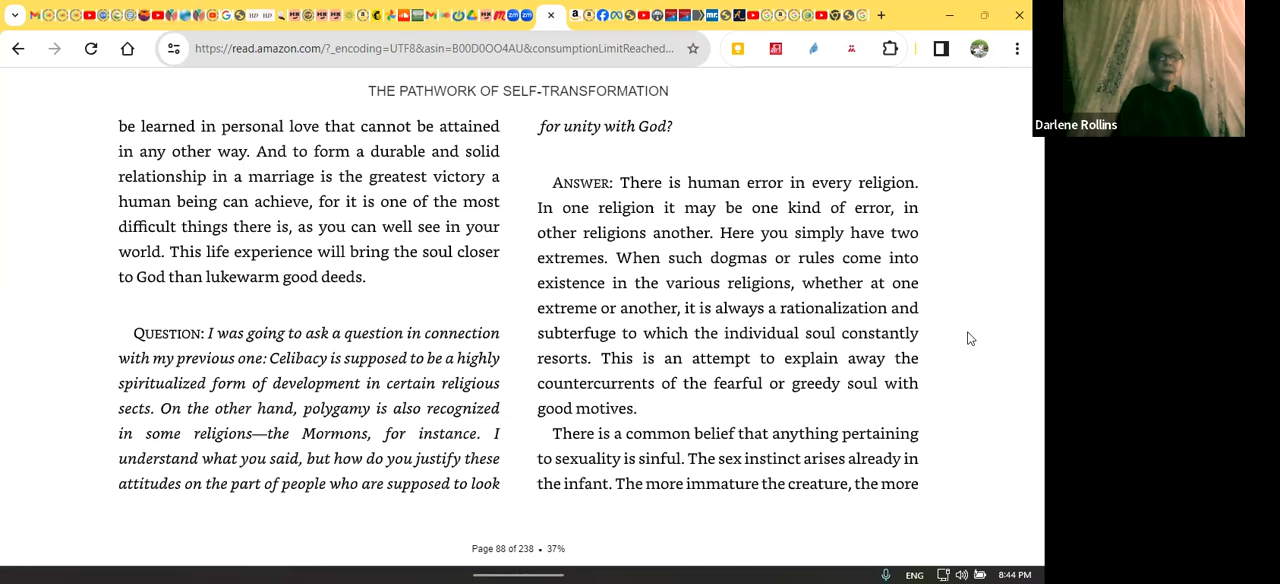 https://read.amazon.com/?_encoding=UTF8&asin=B00D0OO4AU&consumptionLimitReached...
Darlene Rollins
THE PATHWORK OF SELF-TRANSFORMATION
be learned in personal love that cannot be attained
in any other way. And to form a durable and solid
relationship in a marriage is the greatest victory a
human being can achieve, for it is one of the most
difficult things there is, as you can well see in your
world. This life experience will bring the soul closer
to God than lukewarm good deeds.
QUESTION: I was going to ask a question in connection
with my previous one: Celibacy is supposed to be a highly
spiritualized form of development in certain religious
sects. On the other hand, polygamy is also recognized
in some religions—the Mormons, for instance. I
understand what you said, but how do you justify these
attitudes on the part of people who are supposed to look
for unity with God?
ANSWER: There is human error in every religion.
In one religion it may be one kind of error, in
other religions another. Here you simply have two
extremes. When such dogmas or rules come into
existence in the various religions, whether at one
extreme or another, it is always a rationalization and
subterfuge to which the individual soul constantly
resorts. This is an attempt to explain away the
countercurrents of the fearful or greedy soul with
good motives.
There is a common belief that anything pertaining
to sexuality is sinful. The sex instinct arises already in
the infant. The more immature the creature, the more
Page 88 of 238 • 37%
ENG
8:44 PM